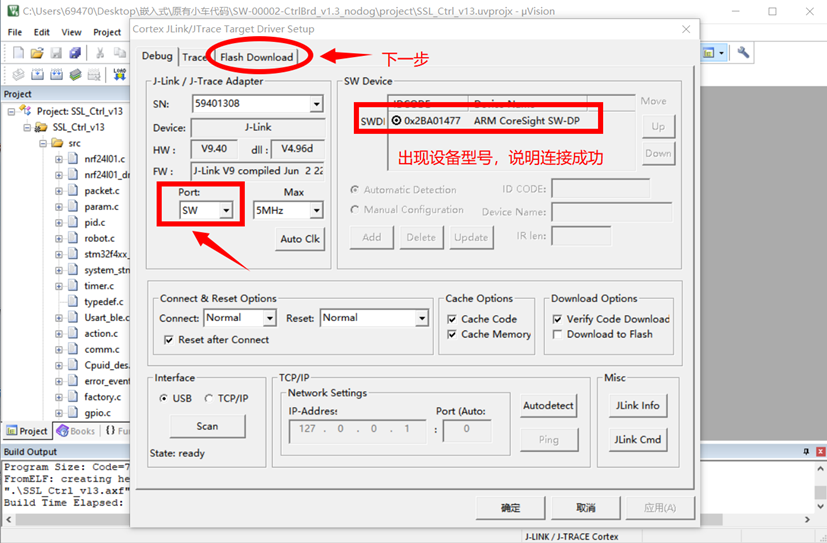 C:\Users\69470\Desktop\嵌入式\原有小车代码\SW-00002-CtrlBrd_v1.3_nodog\project\SSL_Ctrl_v13.uvprojx - µVision
File Edit View Project
Cortex JLink/JTrace Target Driver Setup
Debug Trace Flash Download
下一步
Project
Project: SSL_Ctrl_v13
SSL_Ctrl_v13
src
nrf24l01.c
nrf24l01_dr
packet.c
param.c
pid.c
robot.c
stm32f4xx_
system_stm
timer.c
typedef.c
Usart_ble.c
action.c
comm.c
Cpuid_des.
error_event
factory.c
gpio.c
Project Books Fun
J-Link / J-Trace Adapter
SN: 59401308
Device: J-Link
HW : V9.40 dll : V4.96d
FW : J-Link V9 compiled Jun 2 22
Port: Max
SW 5MHz
Auto Clk
SW Device
IDCODE Device Name Move
SWDI 0x2BA01477 ARM CoreSight SW-DP Up
Down
出现设备型号，说明连接成功
Automatic Detection ID CODE:
Manual Configuration Device Name:
Add Delete Update IR len:
Connect & Reset Options
Connect: Normal Reset: Normal
Reset after Connect
Cache Options
Cache Code
Cache Memory
Download Options
Verify Code Download
Download to Flash
Interface
USB TCP/IP
Scan
State: ready
TCP/IP
Network Settings
IP-Address: Port (Auto:
127 . 0 . 0 . 1 : 0
Autodetect
Ping
Misc
JLink Info
JLink Cmd
确定 取消 应用(A)
Build Output
Program Size: Code=7
FromELF: creating he
".\SSL_Ctrl_v13.axf"
Build Time Elapsed:
J-LINK / J-TRACE Cortex